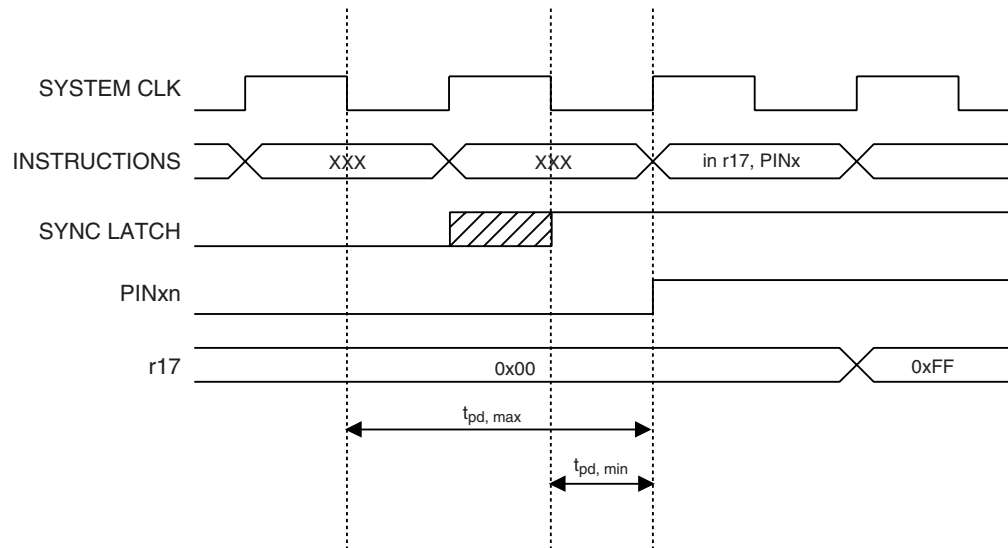 SYSTEM CLK
INSTRUCTIONS XXX XXX in r17, PINx
SYNC LATCH
PINxn
r17 0x00 0xFF
tpd, max
tpd, min